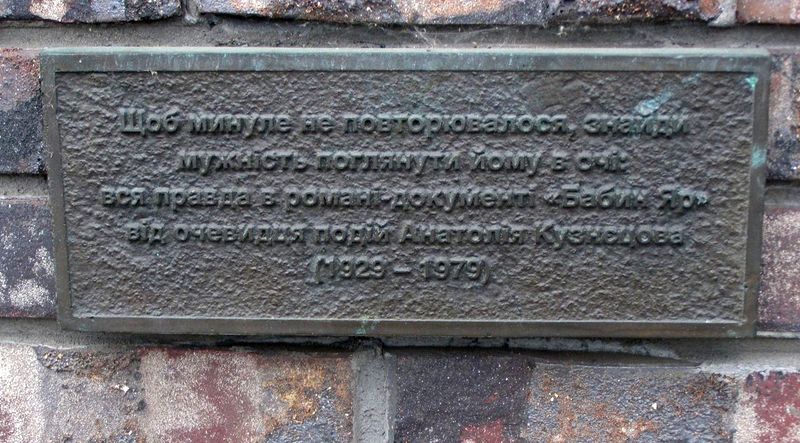 Щоб минуле не повторювалося, знайди
мужність поглянути йому в очі:
вся правда в романі-документі «Бабин Яр»
від очевидця подій Анатолія Кузнєцова
(1929 – 1979)